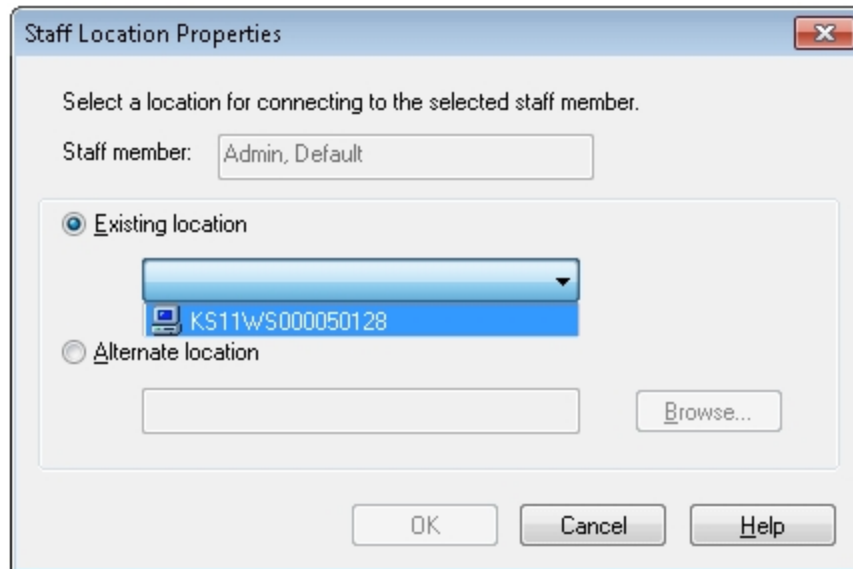 Staff Location Properties
Select a location for connecting to the selected staff member.
Staff member: Admin, Default
Existing location
KS11WS000050128
Alternate location
Browse...
OK Cancel Help